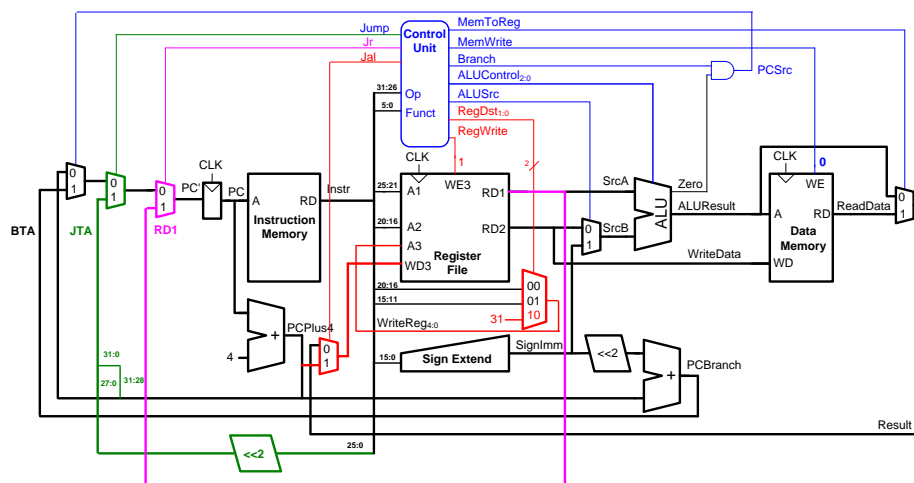 MemToReg
Jump
Control
Unit
MemWrite
Jr
Branch
PCSrc
Jal
ALUControl2:0
31:26
Op
ALUSrc
5:0
Funct
RegDst1:0
RegWrite
CLK
1
2
CLK
0
CLK
0
1
PC'
0
1
0
1
PC
A
RD
Instr
Instruction
Memory
25:21
A1
WE3
RD1
SrcA
Zero
WE
0
1
20:16
A2
RD2
0
1
SrcB
ALU
ALUResult
A
RD
ReadData
Data
Memory
BTA
JTA
RD1
A3
Register
File
WD3
WriteData
WD
20:16
00
15:11
01
PCPlus4
WriteReg4:0
31
10
+
0
1
4
SignImm
15:0
Sign Extend
<<2
+
PCBranch
31:0
27:0
31:28
Result
25:0
<<2